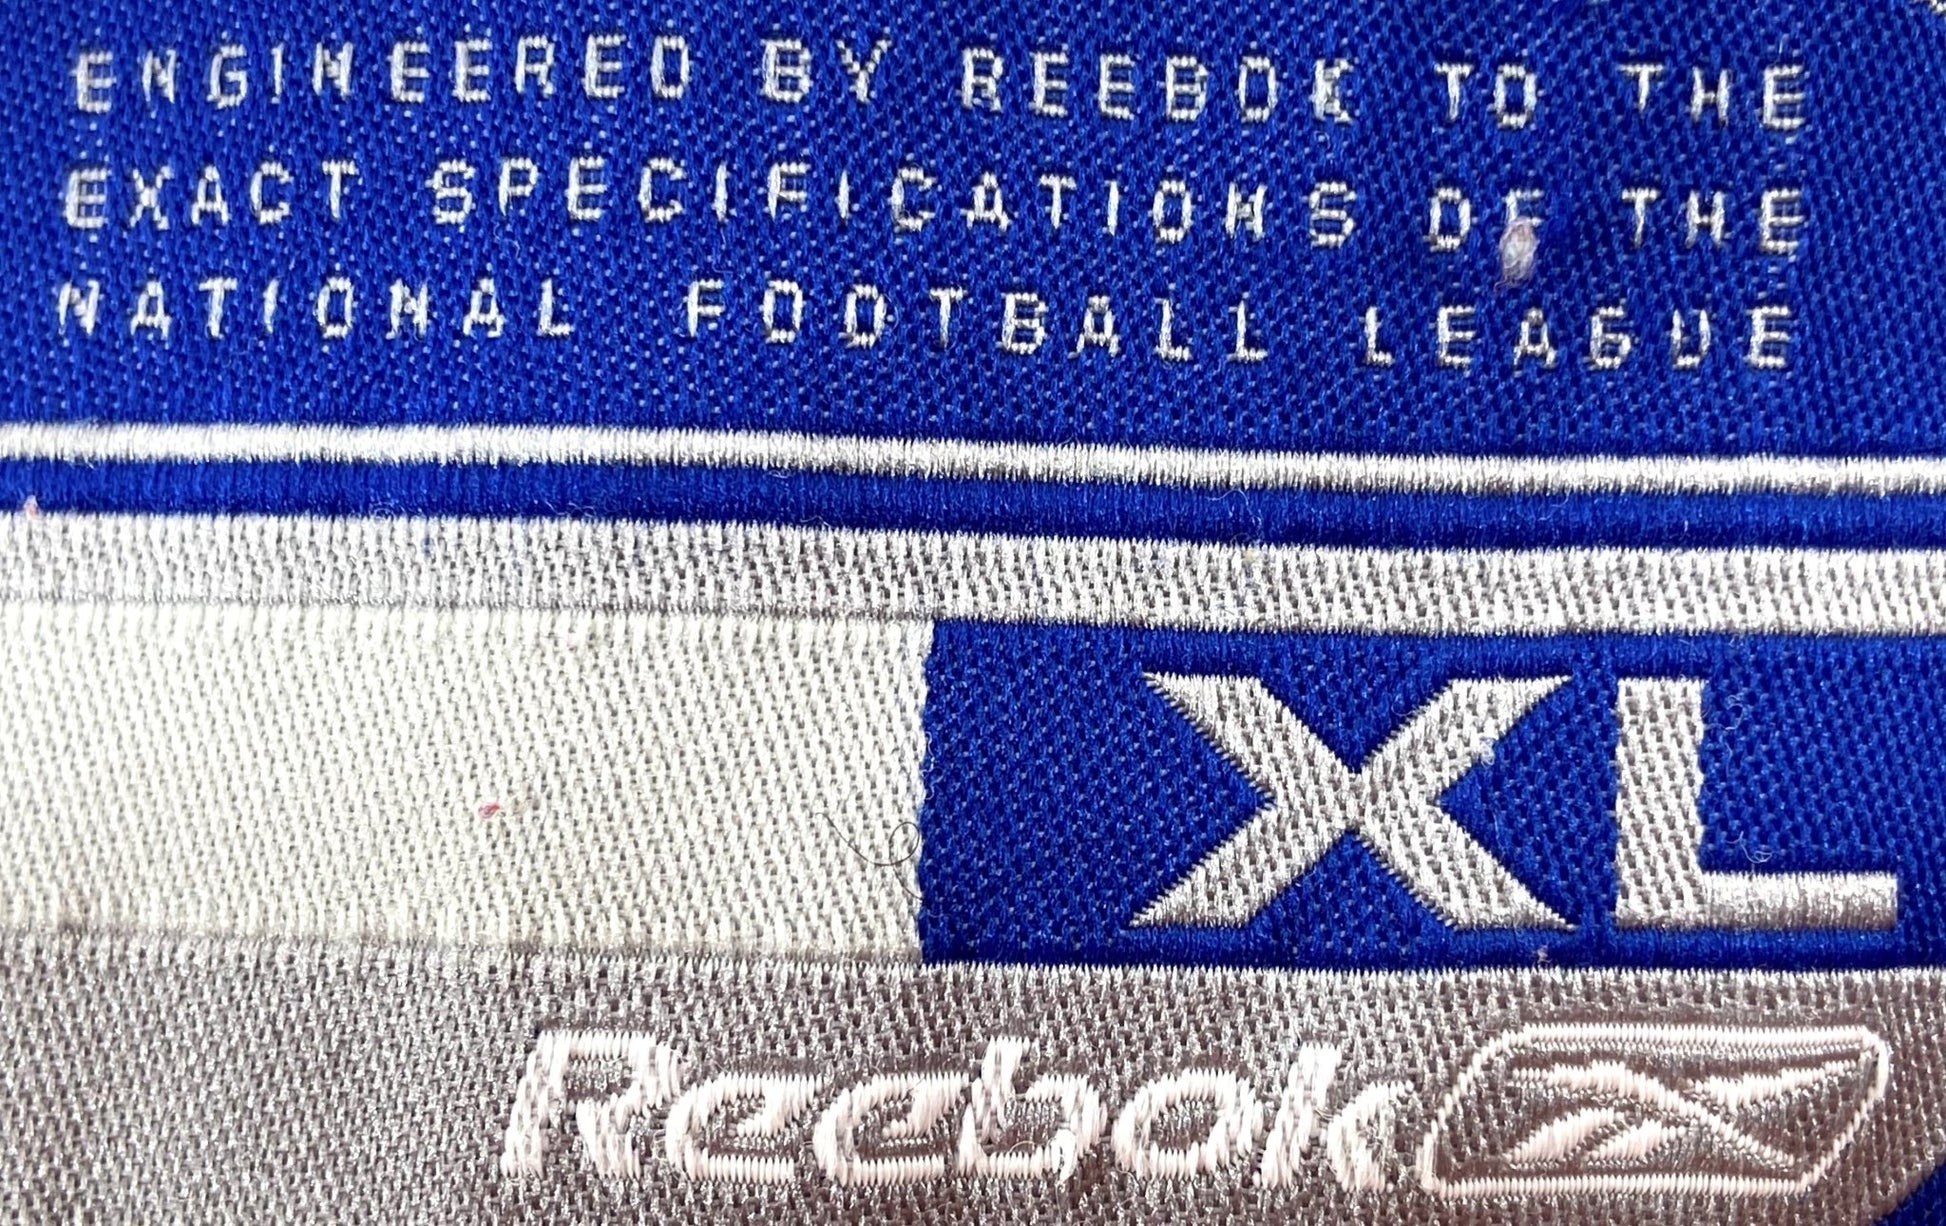 ENGINEERED BY REEBOK TO THE
EXACT SPECIFICATIONS OF THE
NATIONAL FOOTBALL LEAGUE
XL
Reebok